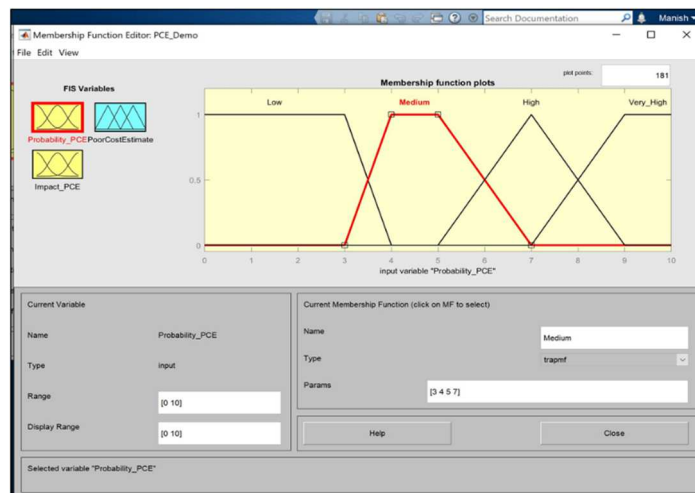 Search Documentation
Manish
Membership Function Editor: PCE_Demo
File Edit View
FIS Variables
Probability_PCE
PoorCostEstimate
Impact_PCE
Membership function plots
plot points:
181
Low
Medium
High
Very_High
1
0.5
0
0 1 2 3 4 5 6 7 8 9 10
input variable "Probability_PCE"
Current Variable
Name Probability_PCE
Type input
Range [0 10]
Display Range [0 10]
Current Membership Function (click on MF to select)
Name Medium
Type trapmf
Params [3 4 5 7]
Help Close
Selected variable "Probability_PCE"